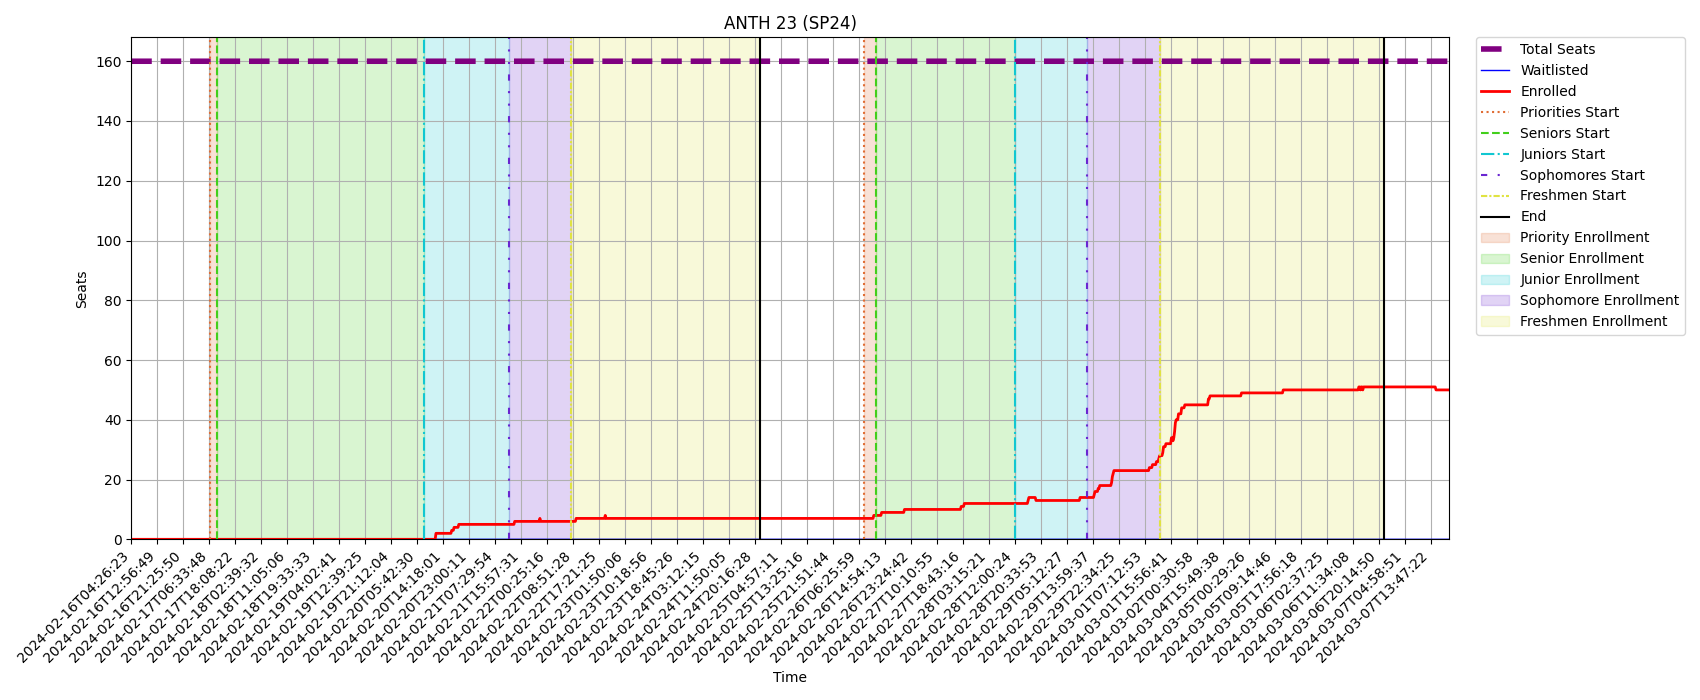 ANTH 23 (SP24)
Seats
160
140
120
100
80
60
40
20
0
2024-02-16T04:26:23
2024-02-16T12:56:49
2024-02-16T21:25:50
2024-02-17T06:33:48
2024-02-17T18:08:22
2024-02-18T02:39:32
2024-02-18T11:05:06
2024-02-18T19:33:33
2024-02-19T04:02:41
2024-02-19T12:39:25
2024-02-19T21:12:04
2024-02-20T05:42:30
2024-02-20T14:18:01
2024-02-20T23:00:11
2024-02-21T07:29:54
2024-02-21T15:57:31
2024-02-22T00:25:16
2024-02-22T08:51:28
2024-02-22T17:21:25
2024-02-23T01:50:06
2024-02-23T10:18:56
2024-02-23T18:45:26
2024-02-24T03:12:15
2024-02-24T11:50:05
2024-02-24T20:16:28
2024-02-25T04:57:11
2024-02-25T13:25:16
2024-02-25T21:51:44
2024-02-26T06:25:59
2024-02-26T14:54:13
2024-02-26T23:24:42
2024-02-27T10:10:55
2024-02-27T18:43:16
2024-02-28T03:15:21
2024-02-28T12:00:24
2024-02-28T20:33:53
2024-02-29T05:12:27
2024-02-29T13:59:37
2024-02-29T22:34:25
2024-03-01T07:12:53
2024-03-01T15:56:41
2024-03-02T00:30:58
2024-03-04T15:49:38
2024-03-05T00:29:26
2024-03-05T09:14:46
2024-03-05T17:56:18
2024-03-06T02:37:25
2024-03-06T11:34:08
2024-03-06T20:14:50
2024-03-07T04:58:51
2024-03-07T13:47:22
Time
Total Seats
Waitlisted
Enrolled
Priorities Start
Seniors Start
Juniors Start
Sophomores Start
Freshmen Start
End
Priority Enrollment
Senior Enrollment
Junior Enrollment
Sophomore Enrollment
Freshmen Enrollment